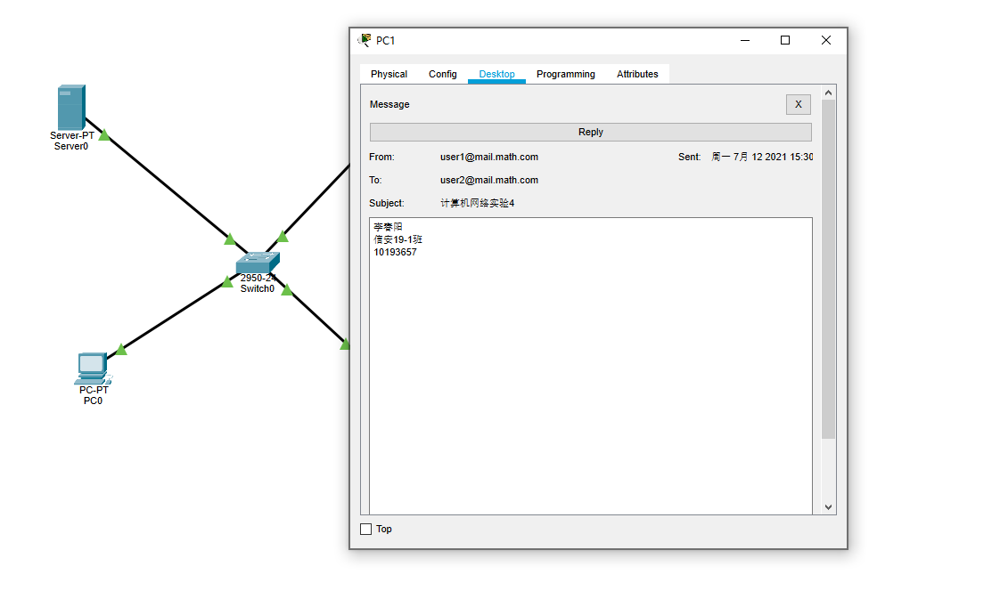 PC1
Physical Config Desktop Programming Attributes
Message X
Reply
From: user1@mail.math.com Sent: 周一 7月 12 2021 15:30
To: user2@mail.math.com
Subject: 计算机网络实验4
李春阳
信安19-1班
10193657
Top
Server-PT
Server0
2950-24
Switch0
PC-PT
PC0